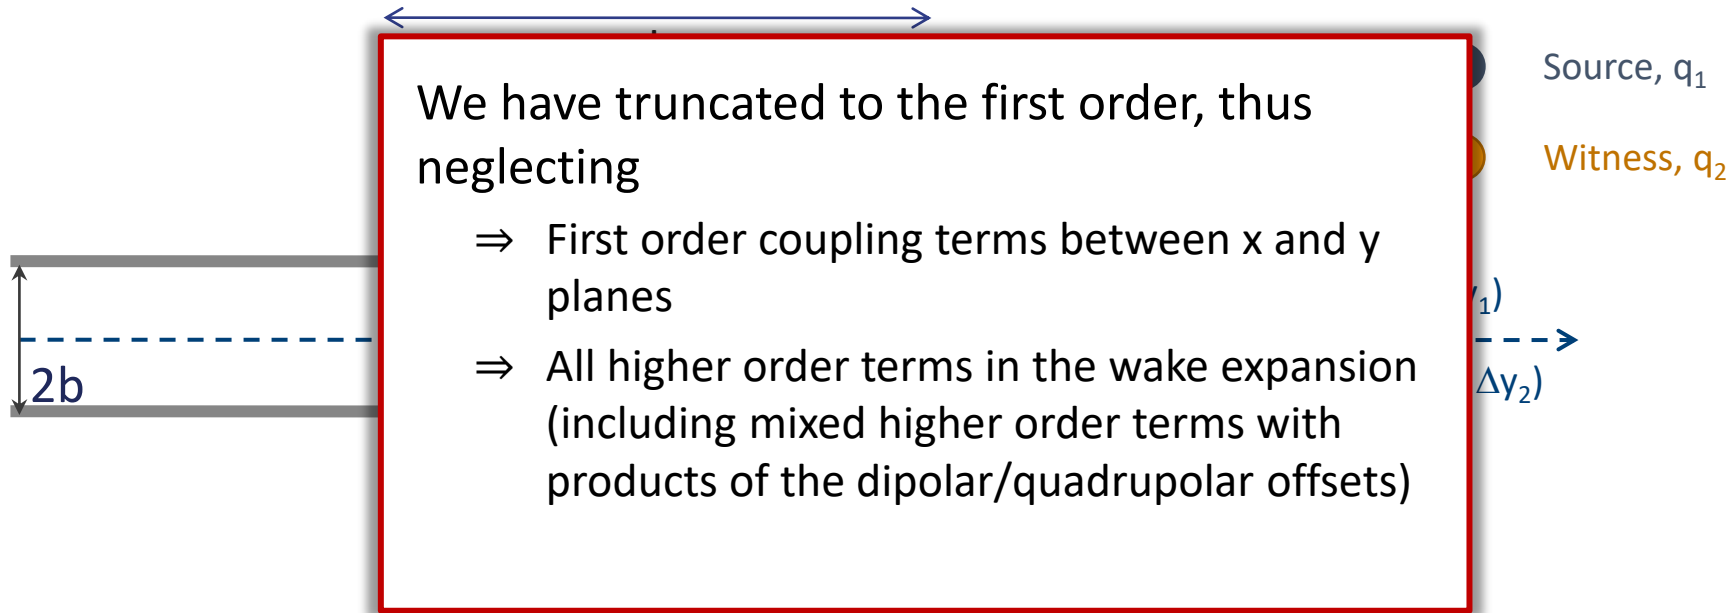 We have truncated to the first order, thus
neglecting
⇒ First order coupling terms between x and y
planes
⇒ All higher order terms in the wake expansion
(including mixed higher order terms with
products of the dipolar/quadrupolar offsets)
Source, q₁
Witness, q₂
2b
₁)
Δy₂)